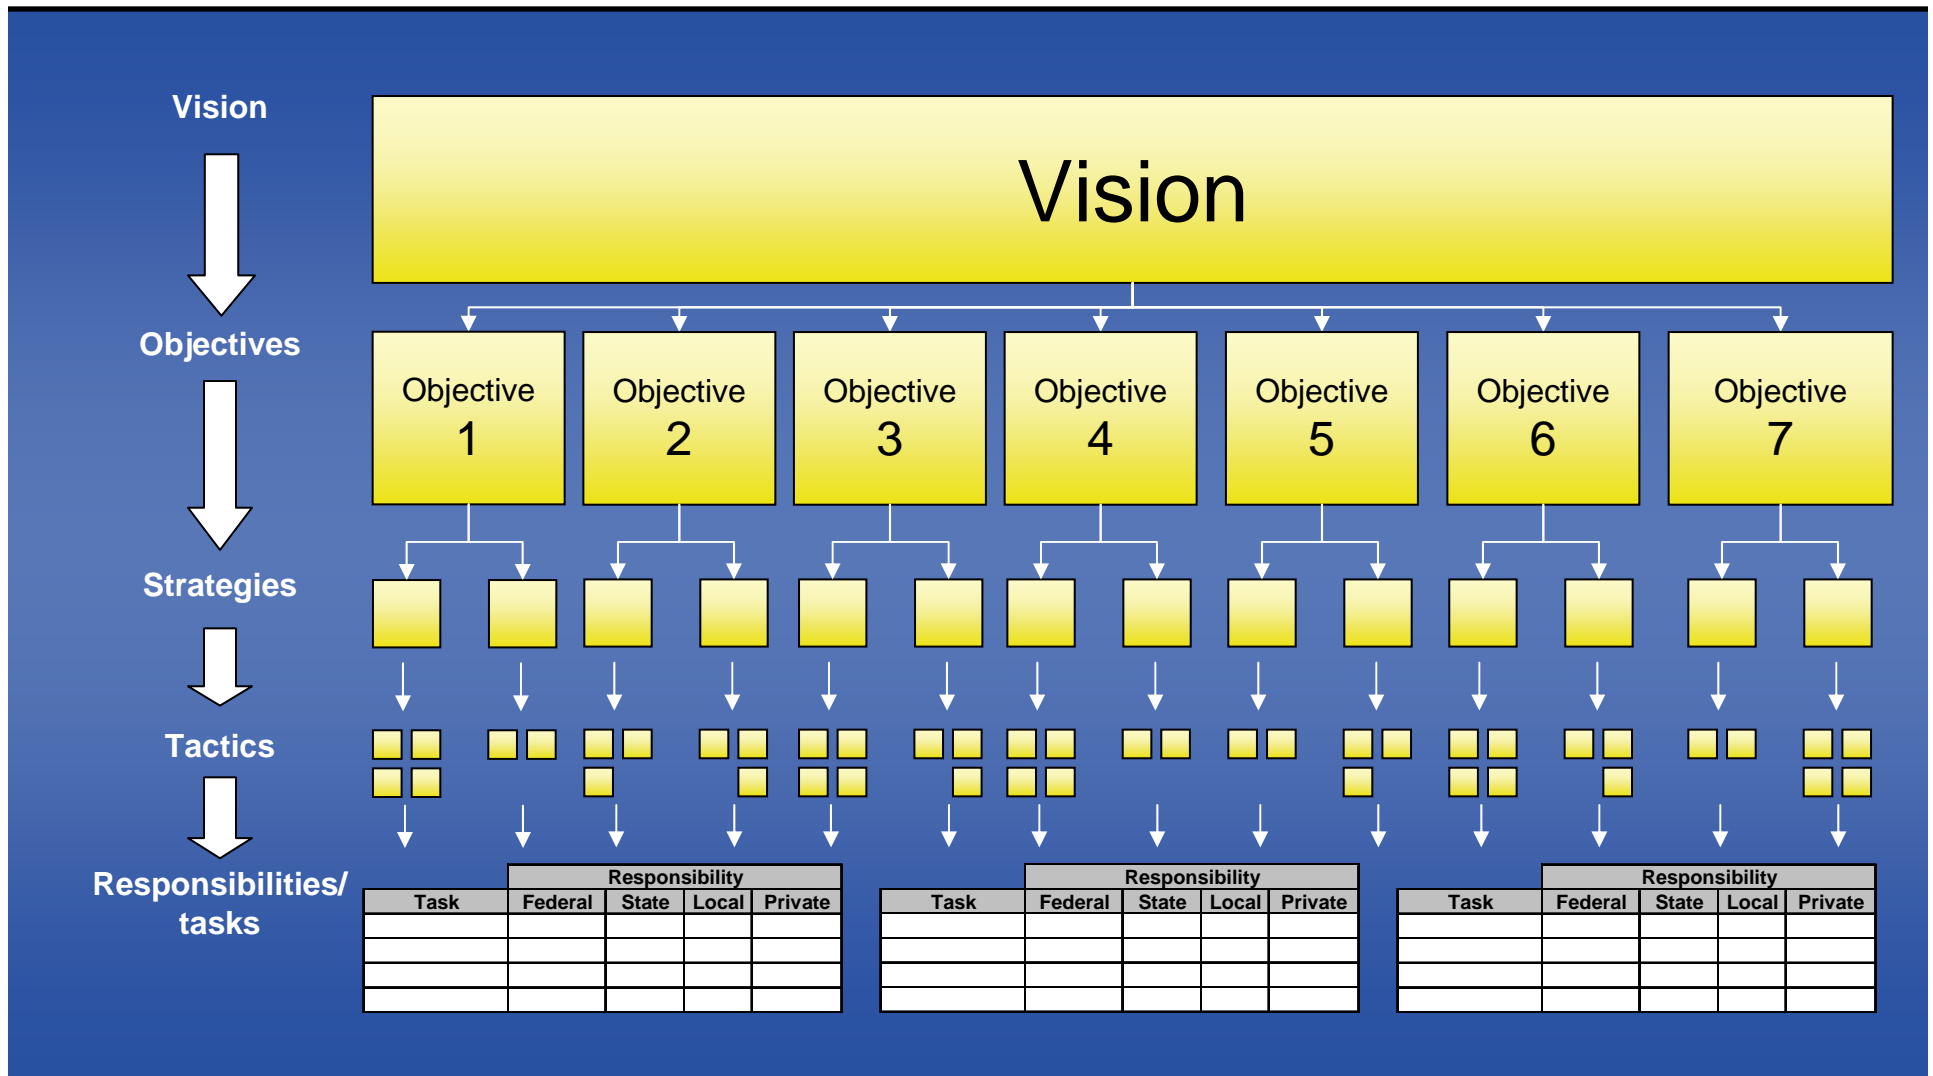 Vision
Vision
Objectives
Objective
1
Objective
2
Objective
3
Objective
4
Objective
5
Objective
6
Objective
7
Strategies
Tactics
Responsibilities/
tasks
Responsibility
Task Federal State Local Private
Responsibility
Task Federal State Local Private
Responsibility
Task Federal State Local Private